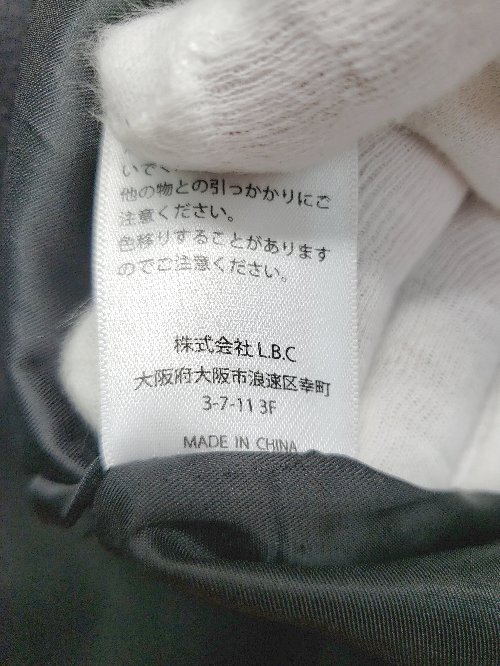 いでく
他の物との引っかかりにご
注意ください。
色移りすることがあります
のでご注意ください。
株式会社 L.B.C
大阪府大阪市浪速区幸町
3-7-11 3F
MADE IN CHINA